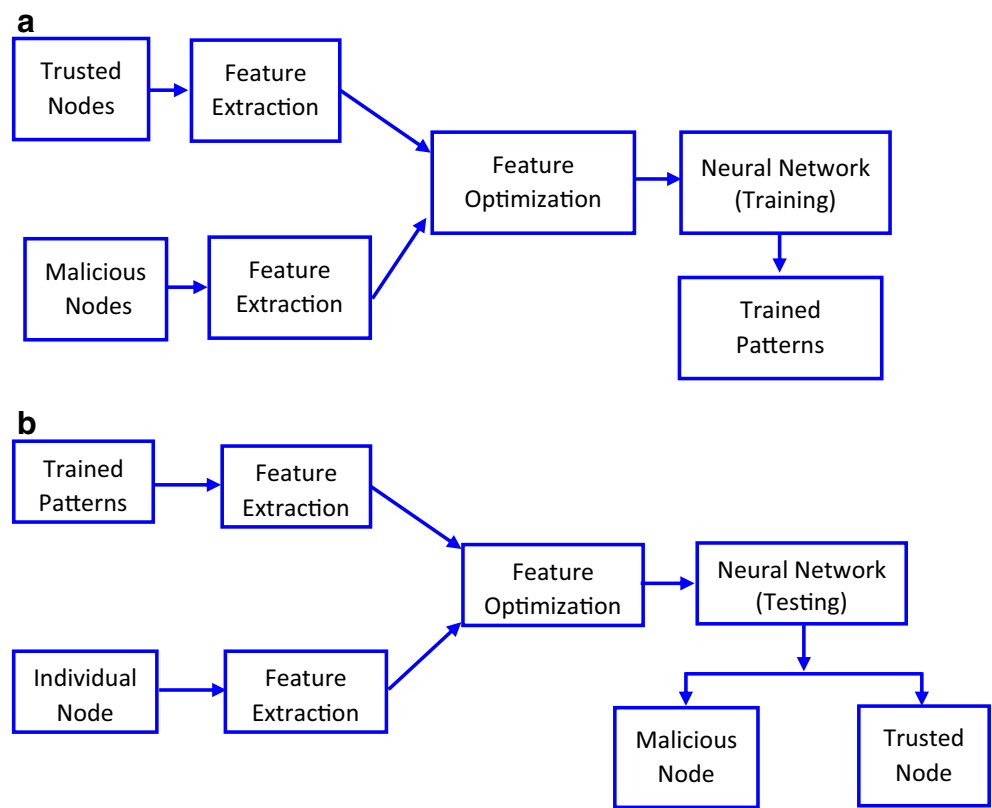 a
Trusted
Nodes
Feature
Extraction
Feature
Optimization
Neural Network
(Training)
Malicious
Nodes
Feature
Extraction
Trained
Patterns
b
Trained
Patterns
Feature
Extraction
Feature
Optimization
Neural Network
(Testing)
Individual
Node
Feature
Extraction
Malicious
Node
Trusted
Node